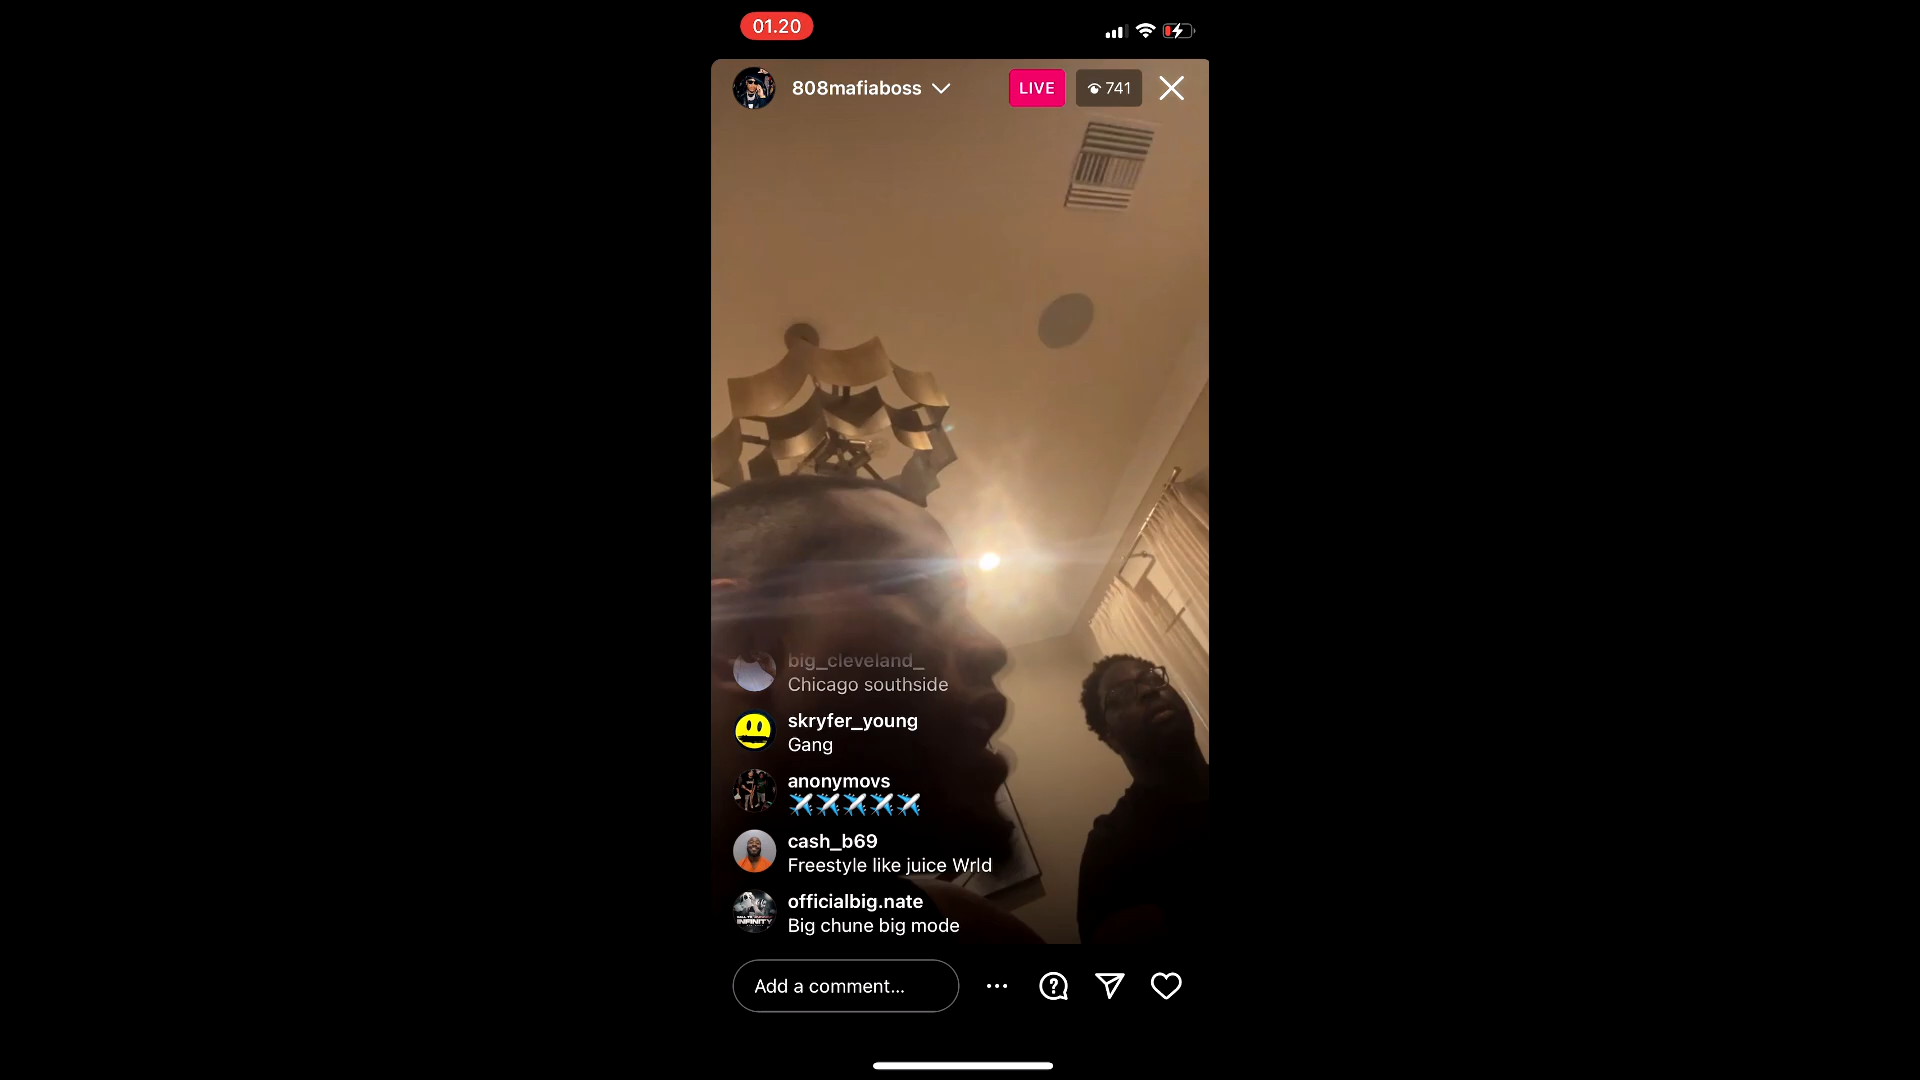 01.20
808mafiaboss
LIVE
741
big_cleveland_
Chicago southside
skryfer_young
Gang
anonymovs
✈️✈️✈️✈️✈️
cash_b69
Freestyle like juice Wrld
officialbig.nate
INFINITY
Big chune big mode
Add a comment...